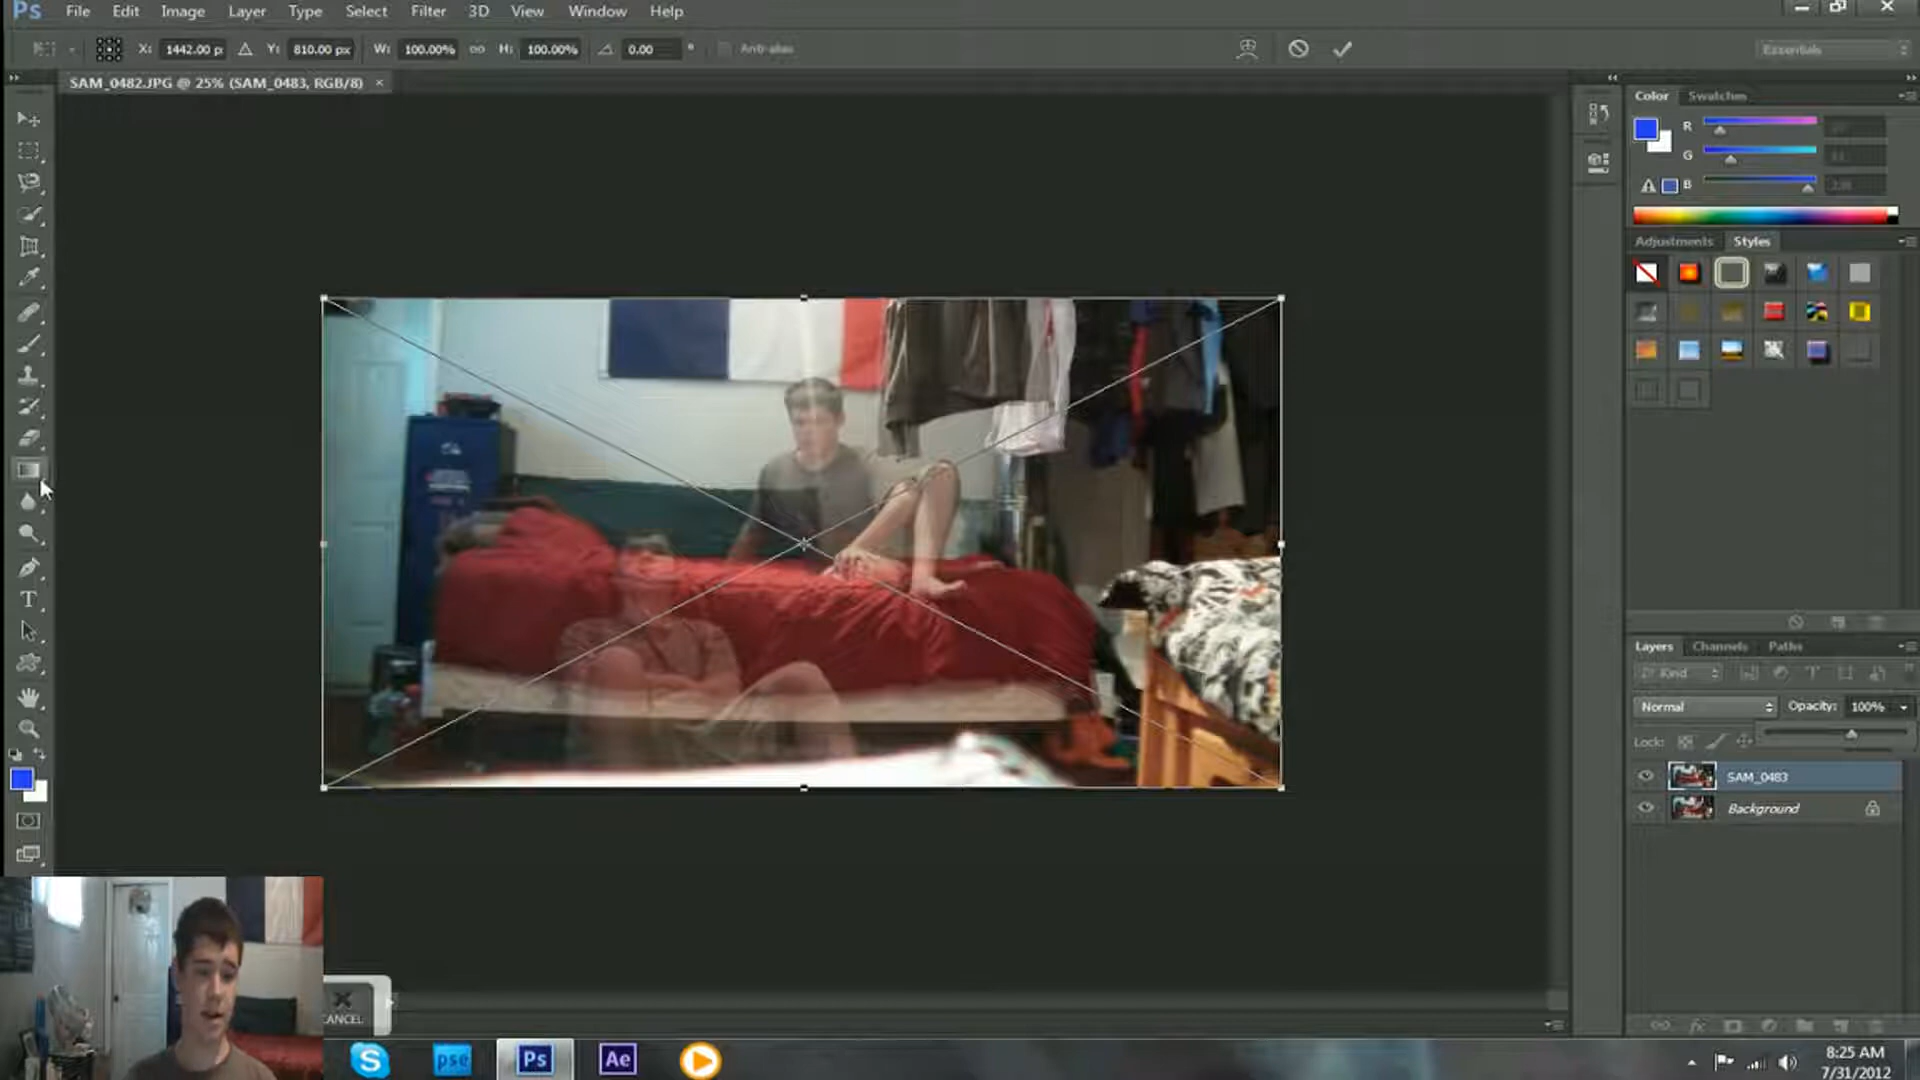 Ps File Edit Image Layer Type Select Filter 3D View Window Help
X: 1442.00 p Y: 810.00 px W: 100.00% H: 100.00% 0.00 ° Anti-alias Essentials
SAM_0482.JPG @ 25% (SAM_0483, RGB/8) ×
Color Swatches
R
G
B
Adjustments Styles
T
Layers Channels Paths
Kind
Normal Opacity: 100%
Lock:
SAM_0483
Background
CANCEL
S pse Ps Ae
8:25 AM
7/31/2012